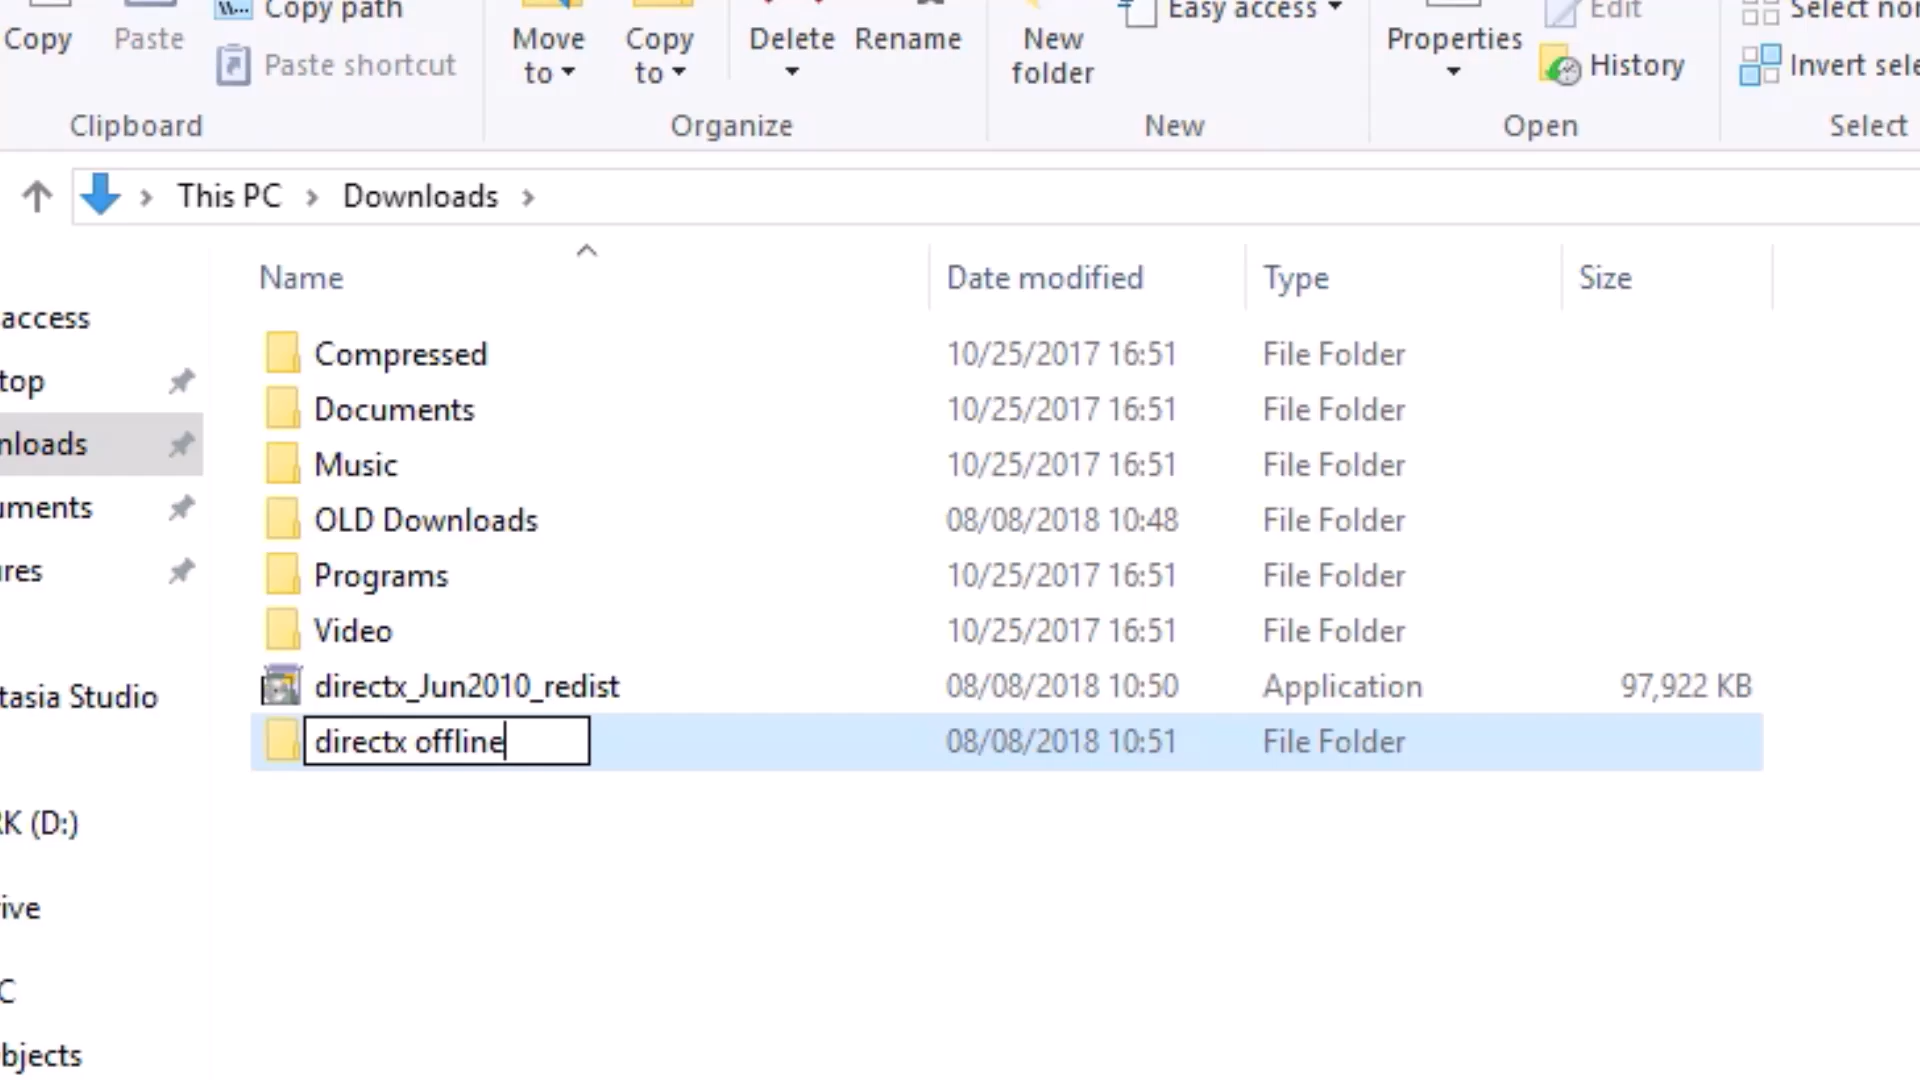 Copy path
Easy access
Edit
Copy Paste Move Copy Delete Rename New Properties
Paste shortcut to to folder History Invert
Clipboard Organize New Open Select
This PC > Downloads >
Name Date modified Type Size
access
Compressed 10/25/2017 16:51 File Folder
Documents 10/25/2017 16:51 File Folder
Music 10/25/2017 16:51 File Folder
OLD Downloads 08/08/2018 10:48 File Folder
Programs 10/25/2017 16:51 File Folder
Video 10/25/2017 16:51 File Folder
directx_Jun2010_redist 08/08/2018 10:50 Application 97,922 KB
directx offline 08/08/2018 10:51 File Folder
top
nloads
uments
res
tasia Studio
K (D:)
ive
C
bjects